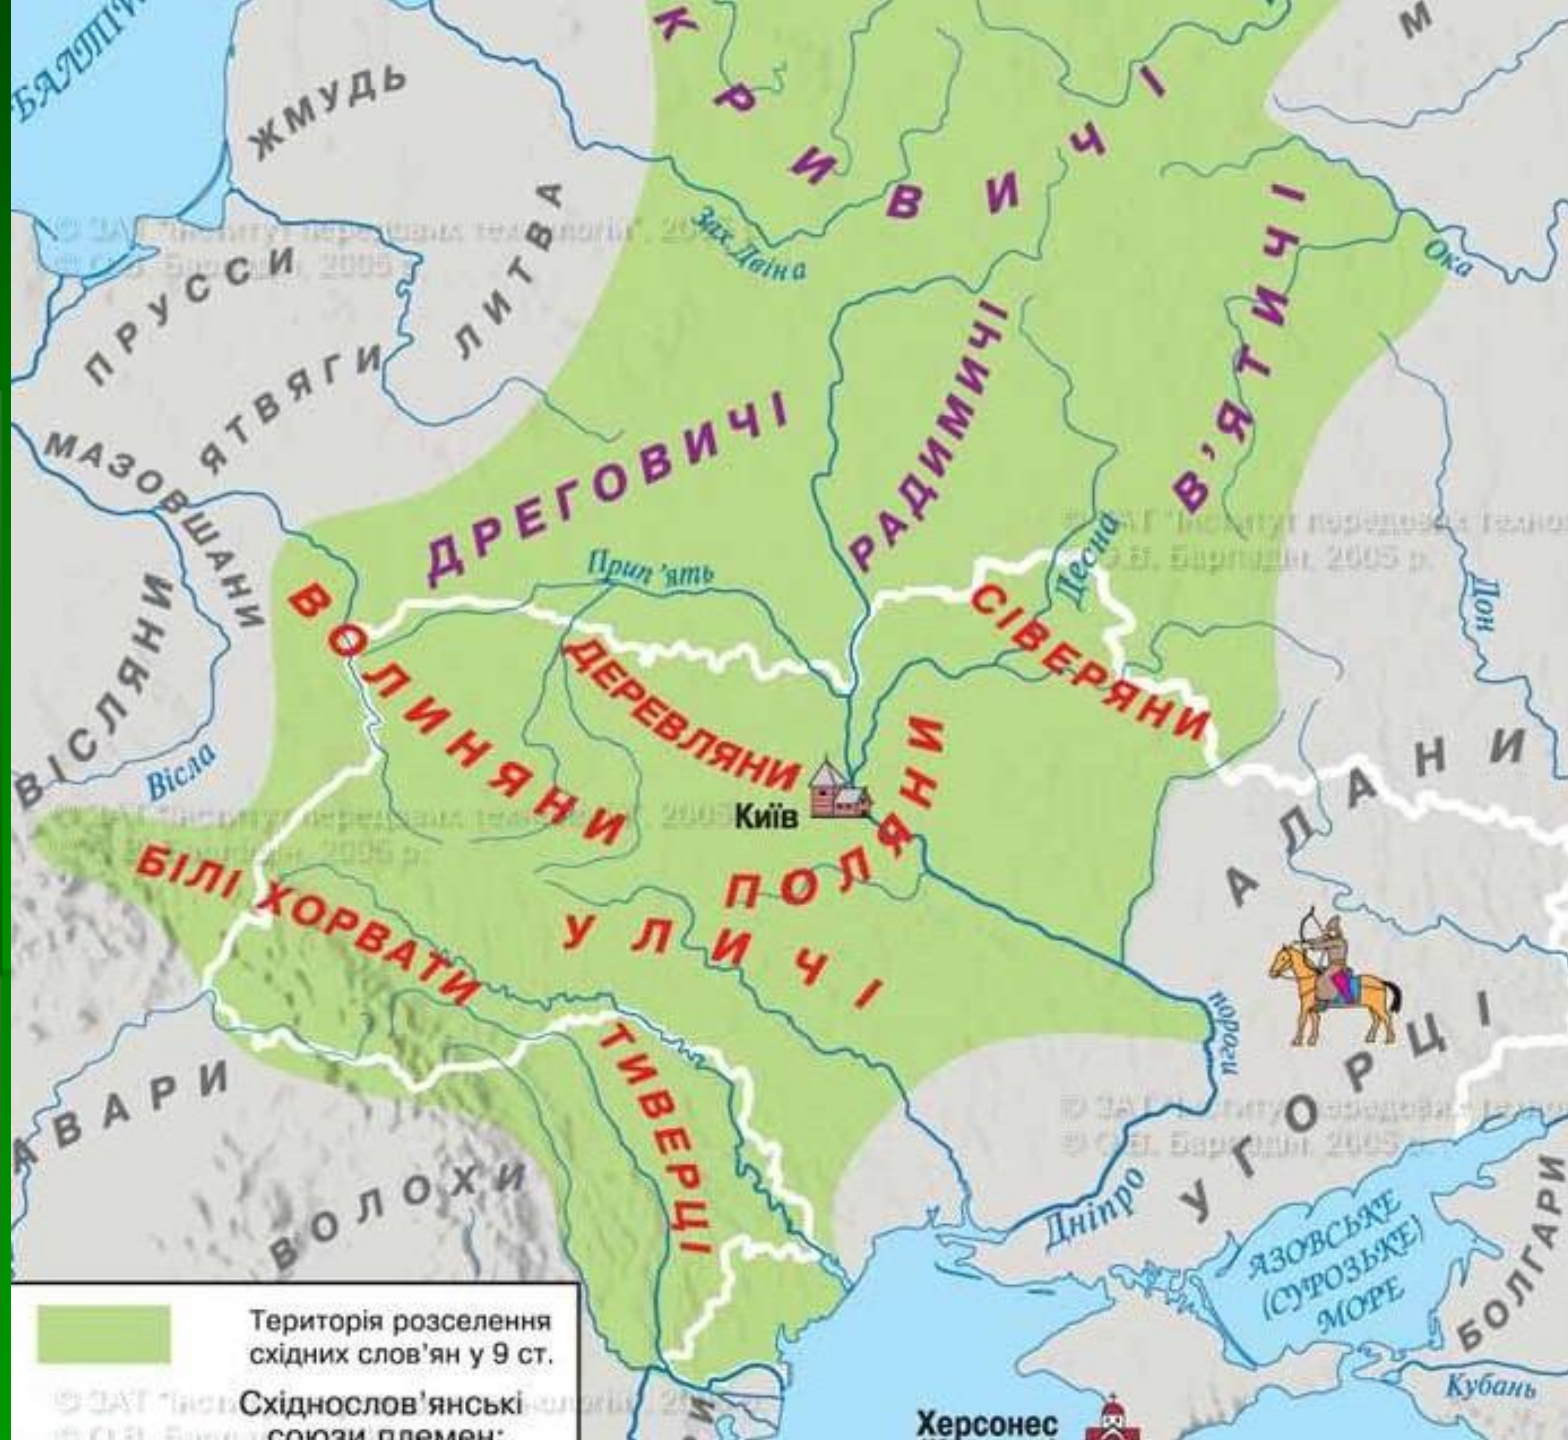 БАЛТІЙ
М
ЖМУДЬ
КРИВИЧІ
Зах. Двіна
ЛИТВА
В'ЯТИЧІ
Ока
ПРУССИ
ЯТВЯГИ
РАДИМИЧІ
МАЗОВШАНИ
ДРЕГОВИЧІ
Прип'ять
Десна
Дон
ВІСЛЯНИ
Вісла
ВОЛИНЯНИ
ДЕРЕВЛЯНИ
СІВЕРЯНИ
Київ
ПОЛЯНИ
АДАНИ
БІЛІ ХОРВАТИ
УЛИЧІ
пороги
УГОРЦІ
АВАРИ
ВОЛОХИ
ТИВЕРЦІ
Дніпро
АЗОВСЬКЕ
(СУРОЗЬКЕ)
МОРЕ
БОЛГАРИ
Кубань
Херсонес
Територія розселення
східних слов'ян у 9 ст.
Східнослов'янські
союзи племен: